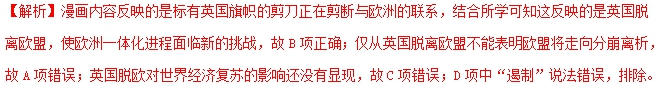 【解析】漫画内容反映的是标有英国旗帜的剪刀正在剪断与欧洲的联系，结合所学可知这反映的是英国脱
离欧盟，使欧洲一体化进程面临新的挑战，故 B 项正确；仅从英国脱离欧盟不能表明欧盟将走向分崩离析，
故 A 项错误；英国脱欧对世界经济复苏的影响还没有显现，故 C 项错误；D 项中“遏制”说法错误，排除。